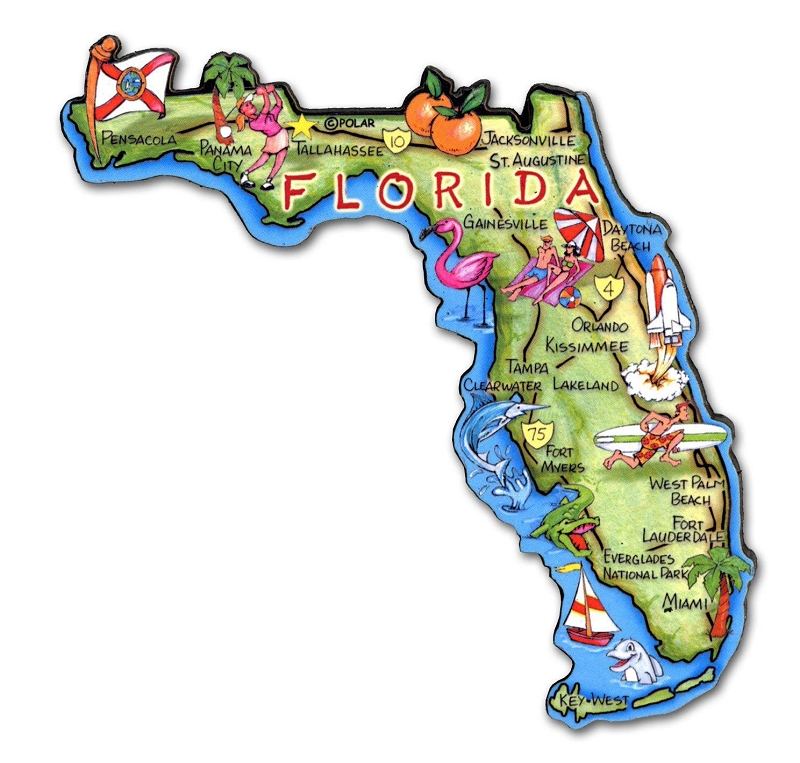 ©POLAR
PENSACOLA
PANAMA
CITY
TALLAHASSEE
10
JACKSONVILLE
ST. AUGUSTINE
FLORIDA
GAINESVILLE
DAYTONA
BEACH
4
ORLANDO
KISSIMMEE
TAMPA
CLEARWATER
LAKELAND
75
FORT
MYERS
WEST PALM
BEACH
FORT
LAUDERDALE
EVERGLADES
NATIONAL PARK
MIAMI
KEY WEST